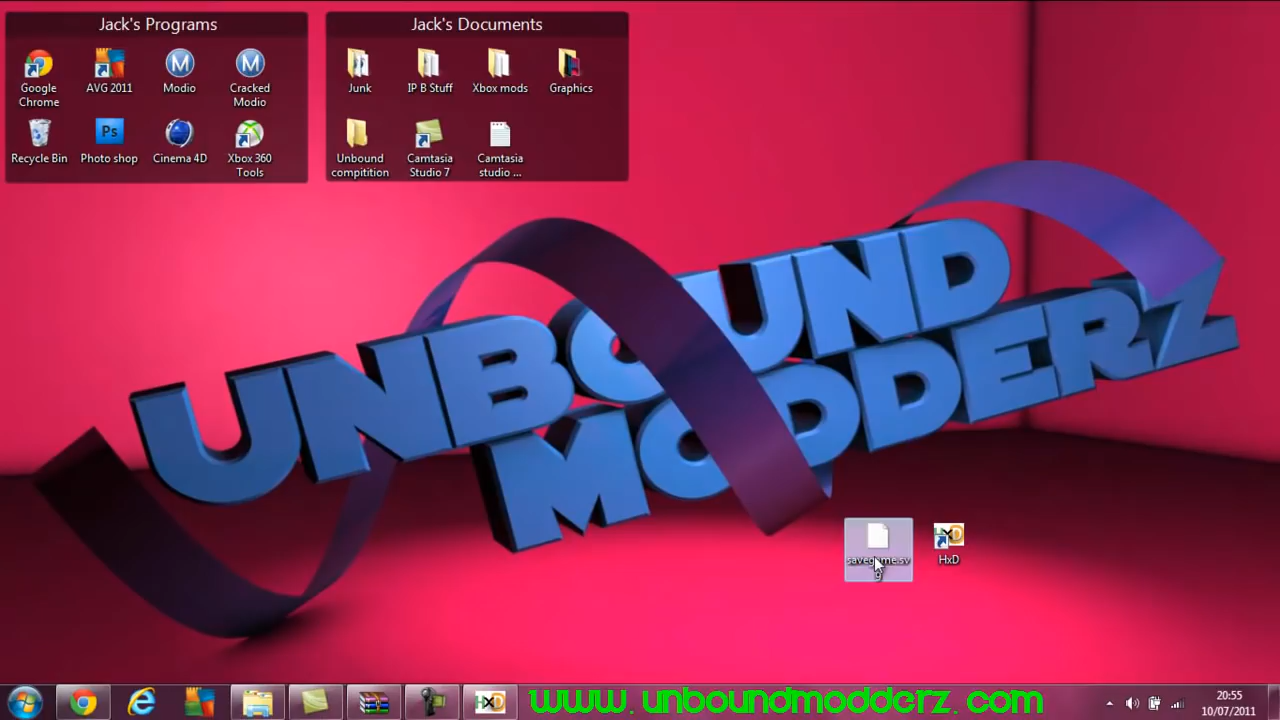 Jack's Programs
Google
Chrome
AVG 2011
Modio
Cracked
Modio
Recycle Bin
Photo shop
Cinema 4D
Xbox 360
Tools
Jack's Documents
Junk
IP B Stuff
Xbox mods
Graphics
Unbound
compitition
Camtasia
Studio 7
Camtasia
studio ...
UNBOUND
MODDERZ
savegame.sv
g
HxD
www.unboundmodderz.com
20:55
10/07/2011